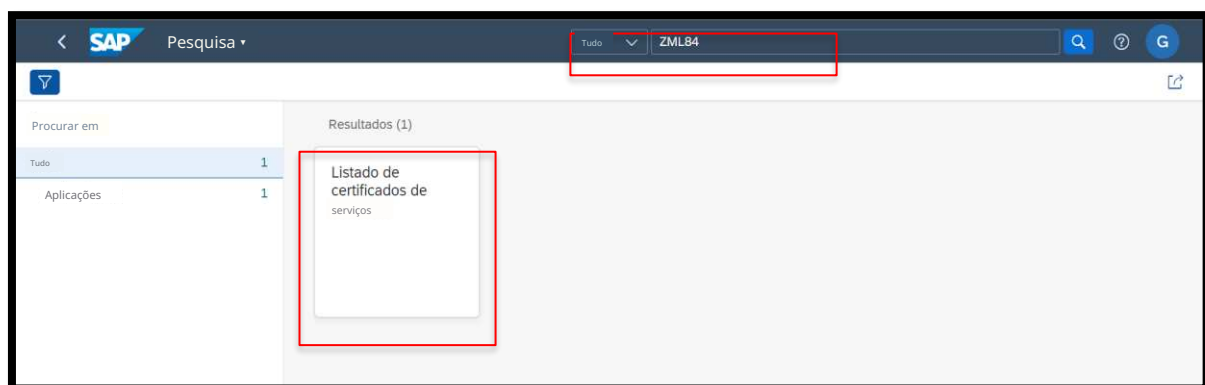 SAP Pesquisa
Tudo ZML84 G
Procurar em
Tudo 1
Aplicações 1
Resultados (1)
Listado de
certificados de
serviços